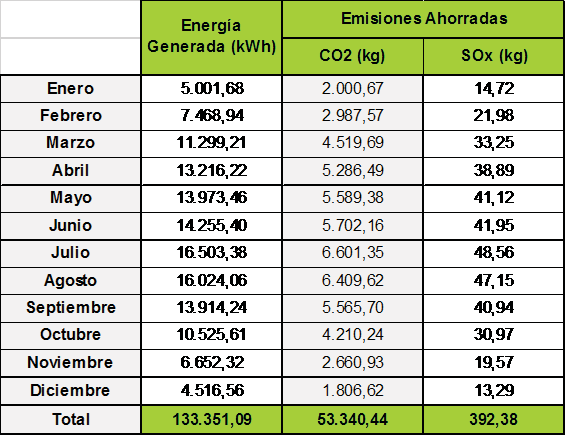 Energía Generada (kWh) Emisiones Ahorradas
CO2 (kg) SOx (kg)
Enero 5.001,68 2.000,67 14,72
Febrero 7.468,94 2.987,57 21,98
Marzo 11.299,21 4.519,69 33,25
Abril 13.216,22 5.286,49 38,89
Mayo 13.973,46 5.589,38 41,12
Junio 14.255,40 5.702,16 41,95
Julio 16.503,38 6.601,35 48,56
Agosto 16.024,06 6.409,62 47,15
Septiembre 13.914,24 5.565,70 40,94
Octubre 10.525,61 4.210,24 30,97
Noviembre 6.652,32 2.660,93 19,57
Diciembre 4.516,56 1.806,62 13,29
Total 133.351,09 53.340,44 392,38